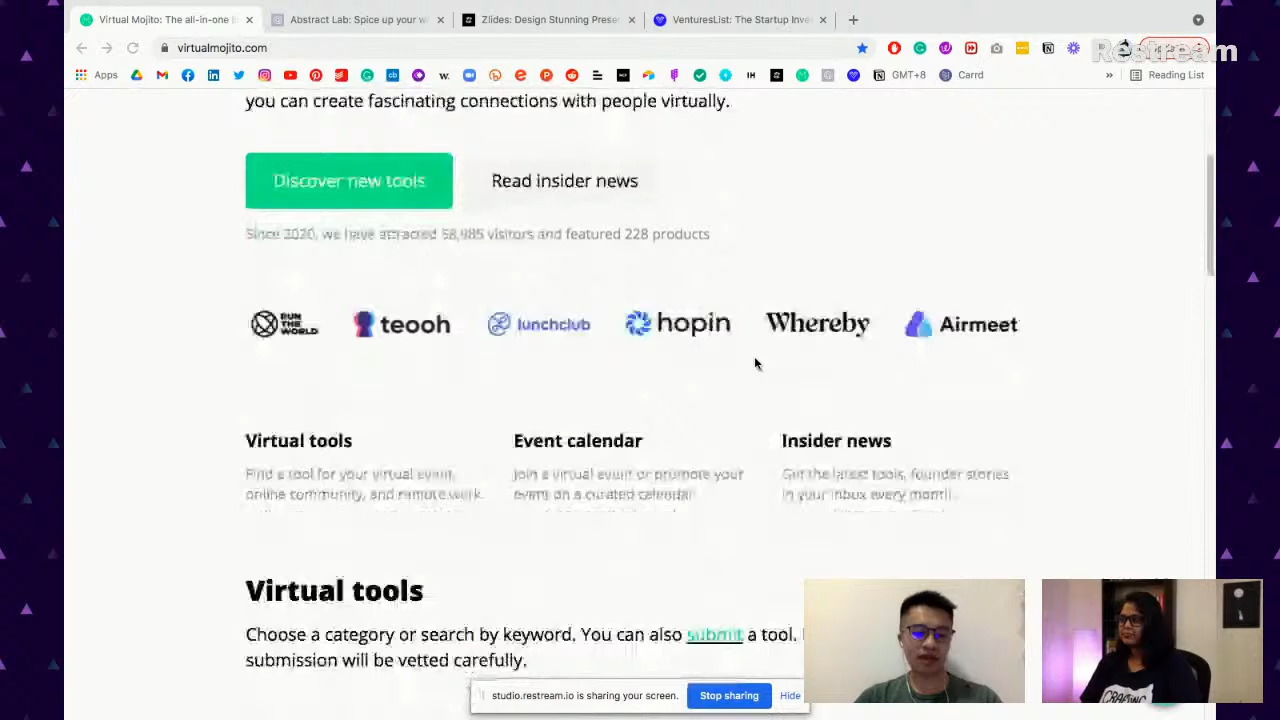 Virtual Mojito: The all-in-one
Abstract Lab: Spice up your w
Zlides: Design Stunning Prese
VenturesList: The Startup Inve
virtualmojito.com
Restream
Apps
GMT+8
Carrd
Reading List
you can create fascinating connections with people virtually.
Discover new tools
Read insider news
Since 2020, we have attracted 58,985 visitors and featured 228 products
RUN THE WORLD
teooh
lunchclub
hopin
Whereby
Airmeet
Virtual tools
Event calendar
Insider news
Find a tool for your virtual event,
online community, and remote work.
Join a virtual event or promote your
event on a curated calendar
Get the latest tools, founder stories
in your inbox every month.
Virtual tools
Choose a category or search by keyword. You can also submit a tool.
submission will be vetted carefully.
studio.restream.io is sharing your screen.
Stop sharing
Hide